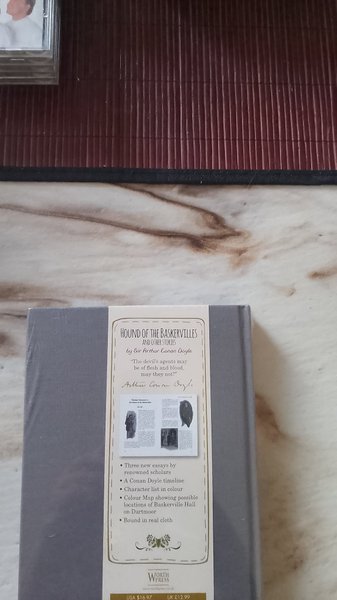 HOUND OF THE BASKERVILLES
AND OTHER STORIES
by Sir Arthur Conan Doyle
"The devil's agents may
be of flesh and blood,
may they not?"
Arthur Conan Doyle
• Three new essays by
renowned scholars
• A Conan Doyle timeline
• Character list in colour
• Colour Map showing possible
locations of Baskerville Hall
on Dartmoor
• Bound in real cloth
WORTH
PRESS
USA $16.97 UK £12.99